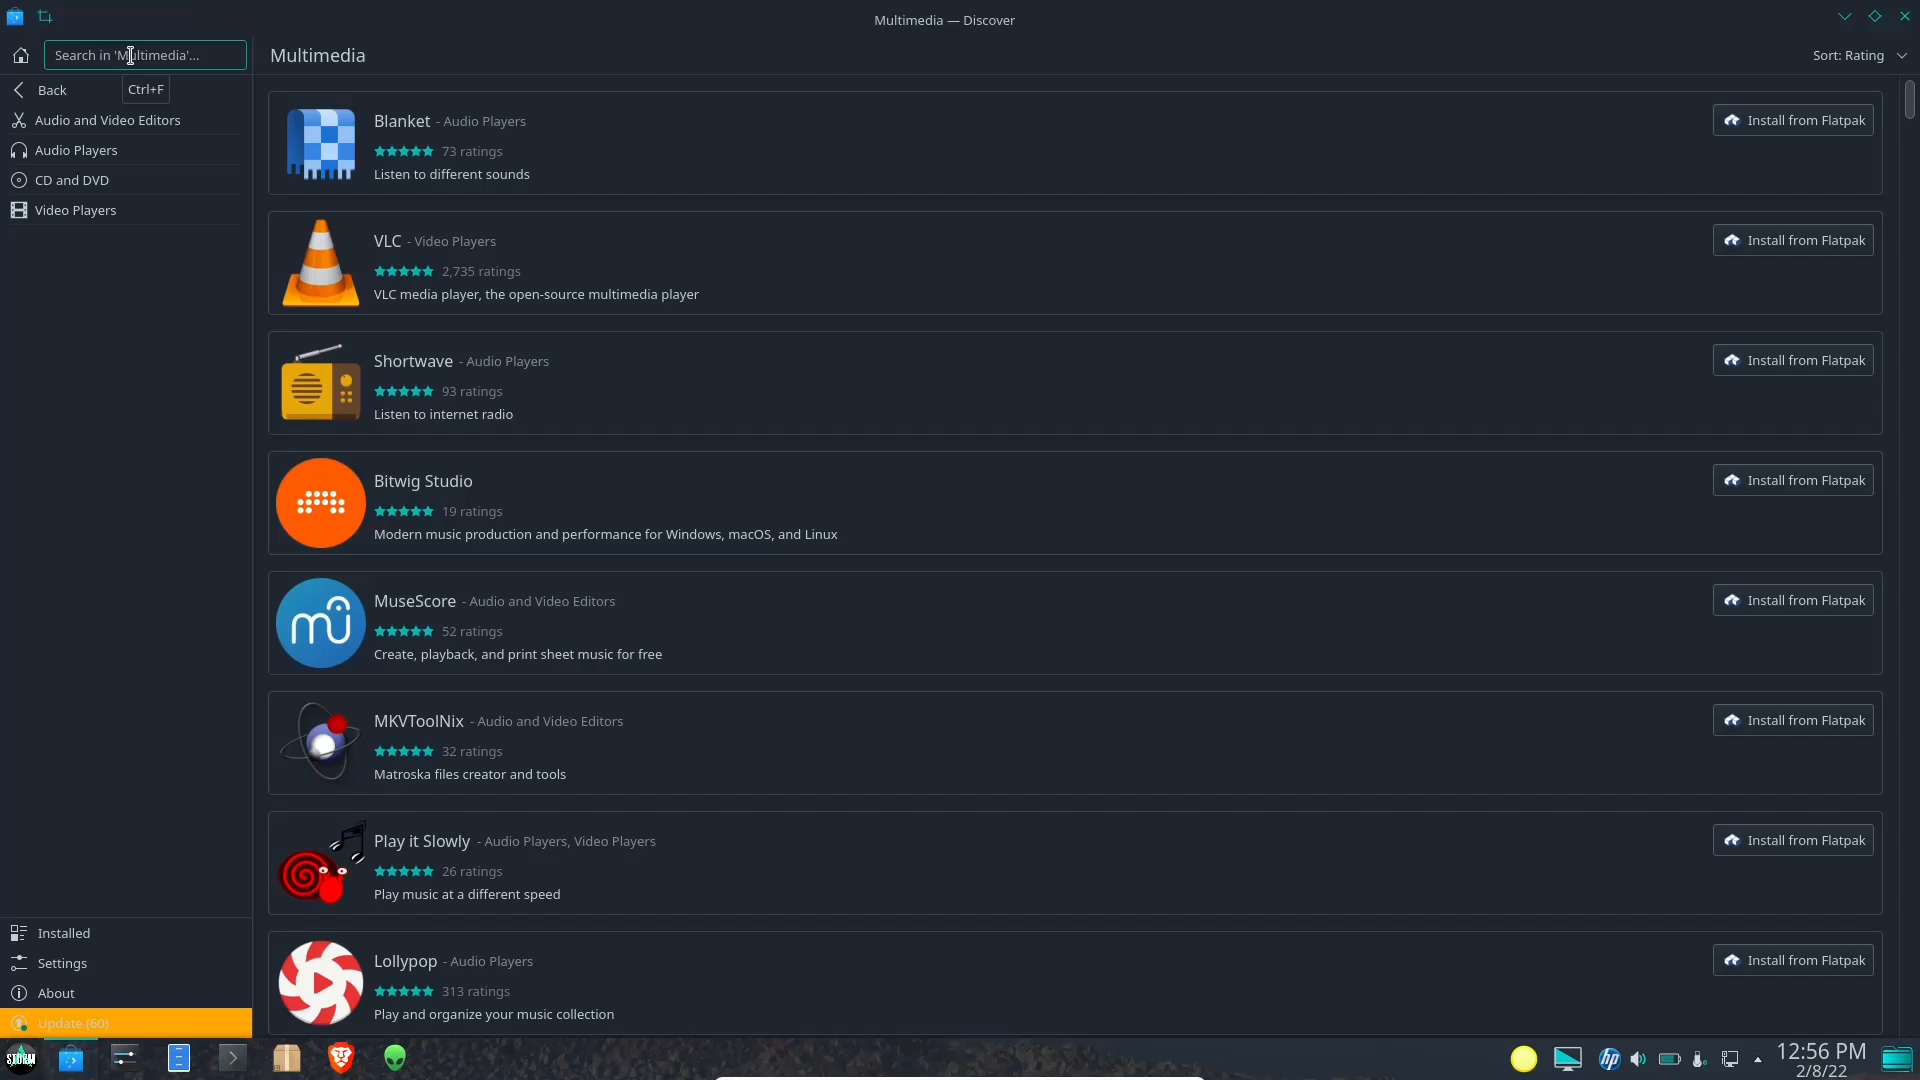 Multimedia — Discover
Search in 'Multimedia'...
Multimedia
Sort: Rating
Back
Ctrl+F
Audio and Video Editors
Audio Players
CD and DVD
Video Players
Blanket - Audio Players
73 ratings
Listen to different sounds
Install from Flatpak
VLC - Video Players
2,735 ratings
VLC media player, the open-source multimedia player
Install from Flatpak
Shortwave - Audio Players
93 ratings
Listen to internet radio
Install from Flatpak
Bitwig Studio
19 ratings
Modern music production and performance for Windows, macOS, and Linux
Install from Flatpak
MuseScore - Audio and Video Editors
52 ratings
Create, playback, and print sheet music for free
Install from Flatpak
MKVToolNix - Audio and Video Editors
32 ratings
Matroska files creator and tools
Install from Flatpak
Play it Slowly - Audio Players, Video Players
26 ratings
Play music at a different speed
Install from Flatpak
Lollypop - Audio Players
313 ratings
Play and organize your music collection
Install from Flatpak
Installed
Settings
About
Update (60)
STORM
hp
12:56 PM
2/8/22